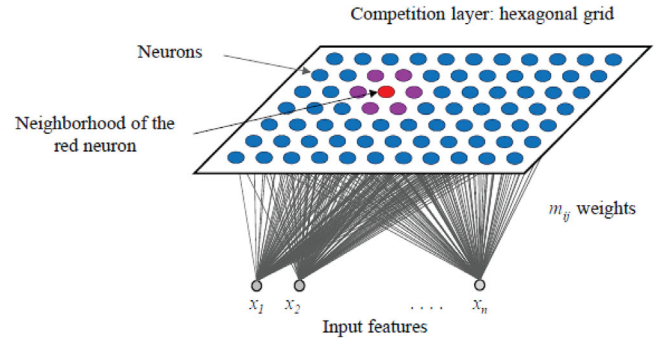 Competition layer: hexagonal grid
Neurons
Neighborhood of the
red neuron
m_ij weights
x_1 x_2 . . . . x_n
Input features